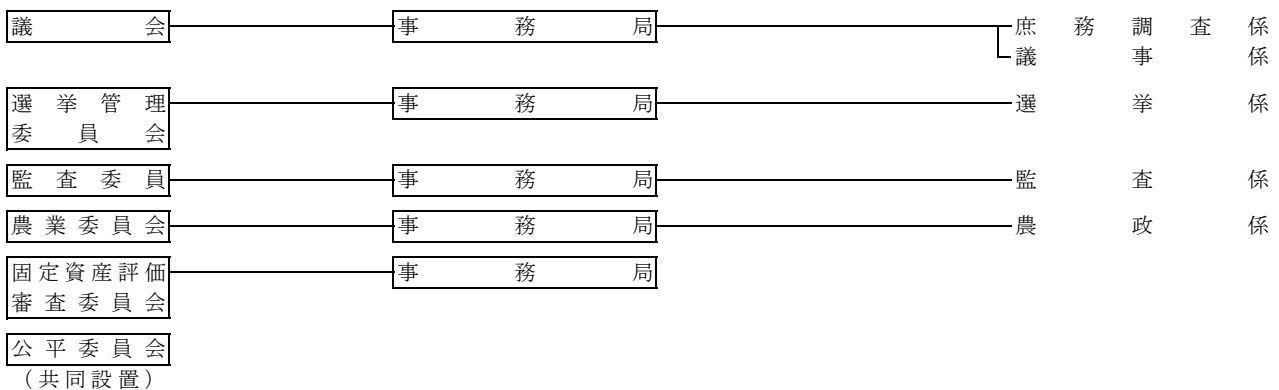 議会 事務局 庶務調査係
議事係
選挙管理 事務局 選挙係
委員会
監査委員 事務局 監査係
農業委員会 事務局 農政係
固定資産評価 事務局
審査委員会
公平委員会
（共同設置）